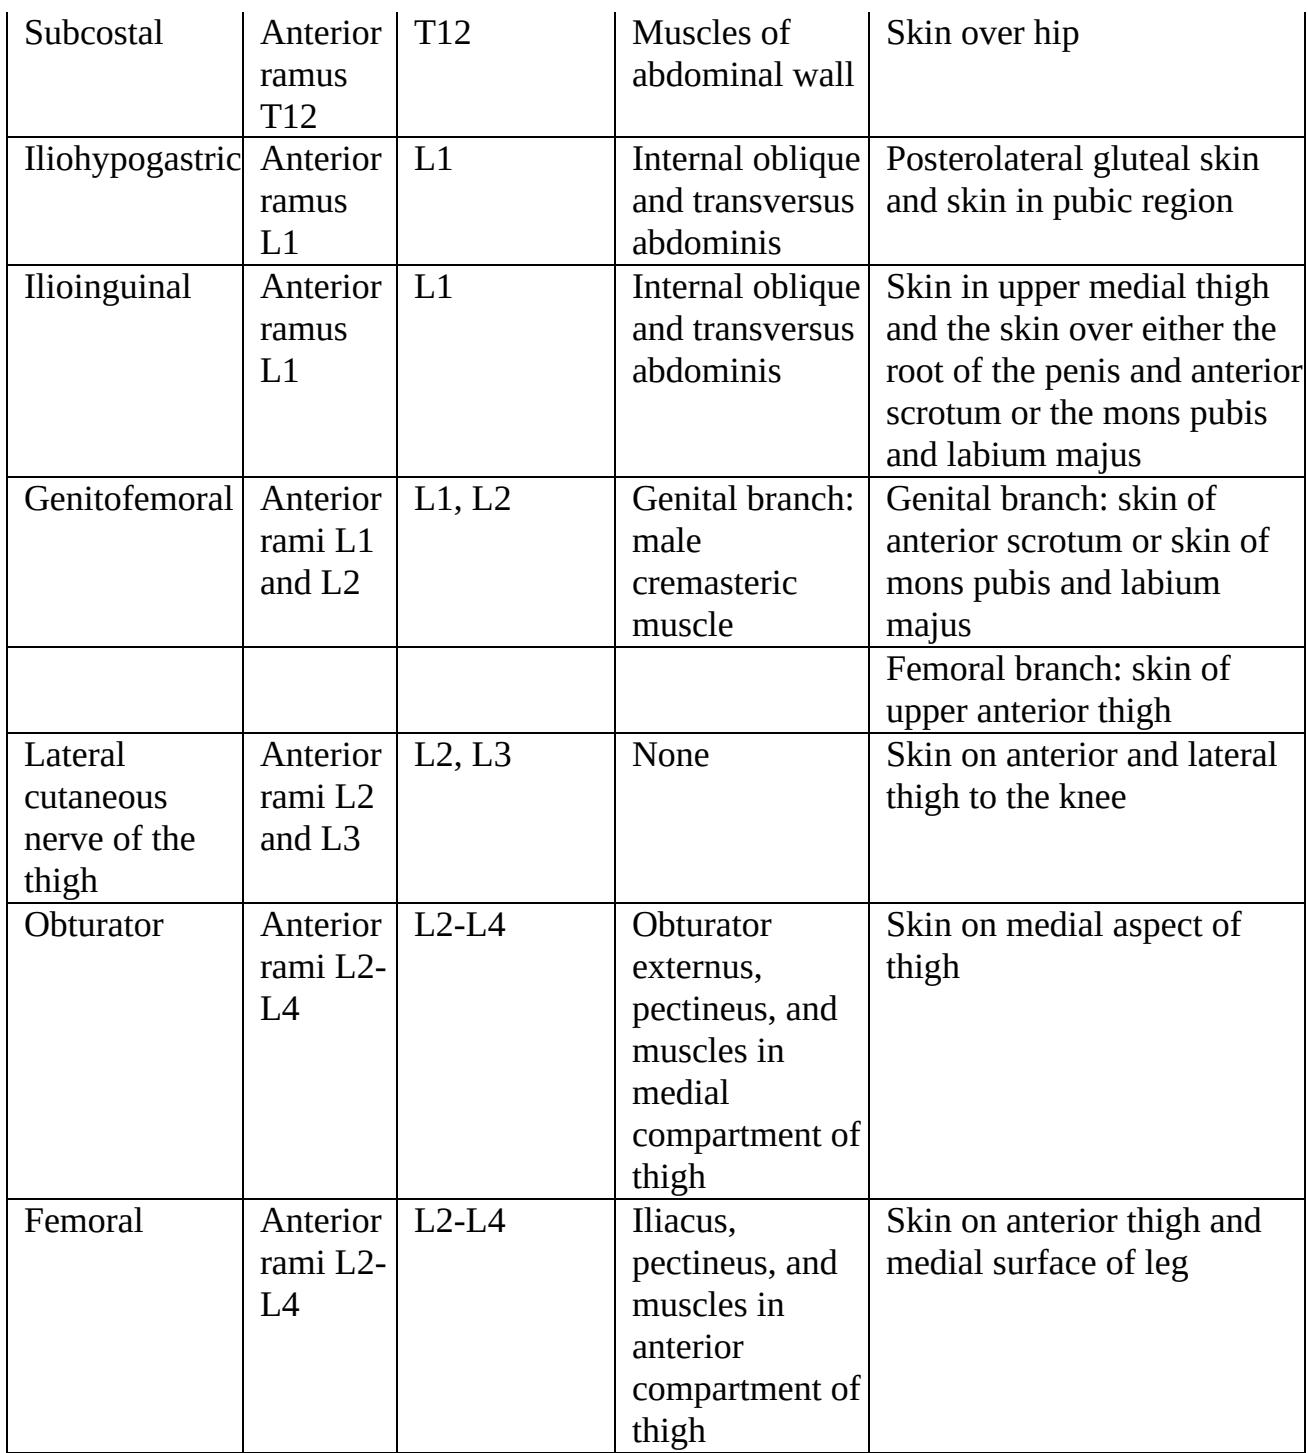 Subcostal
Anterior
ramus
T12
T12
Muscles of
abdominal wall
Skin over hip
Iliohypogastric
Anterior
ramus
L1
L1
Internal oblique
and transversus
abdominis
Posterolateral gluteal skin
and skin in pubic region
Ilioinguinal
Anterior
ramus
L1
L1
Internal oblique
and transversus
abdominis
Skin in upper medial thigh
and the skin over either the
root of the penis and anterior
scrotum or the mons pubis
and labium majus
Genitofemoral
Anterior
rami L1
and L2
L1, L2
Genital branch:
male
cremasteric
muscle
Genital branch: skin of
anterior scrotum or skin of
mons pubis and labium
majus
Femoral branch: skin of
upper anterior thigh
Lateral
cutaneous
nerve of the
thigh
Anterior
rami L2
and L3
L2, L3
None
Skin on anterior and lateral
thigh to the knee
Obturator
Anterior
rami L2-
L4
L2-L4
Obturator
externus,
pectineus, and
muscles in
medial
compartment of
thigh
Skin on medial aspect of
thigh
Femoral
Anterior
rami L2-
L4
L2-L4
Iliacus,
pectineus, and
muscles in
anterior
compartment of
thigh
Skin on anterior thigh and
medial surface of leg